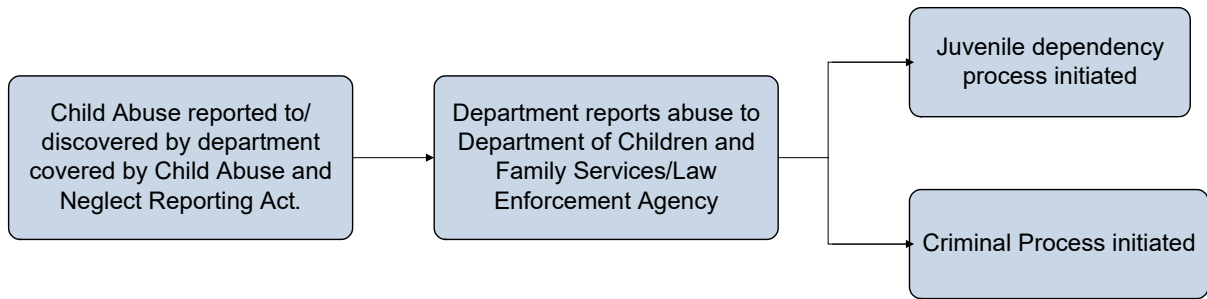 Child Abuse reported to/
discovered by department
covered by Child Abuse and
Neglect Reporting Act.
Department reports abuse to
Department of Children and
Family Services/Law
Enforcement Agency
Juvenile dependency
process initiated
Criminal Process initiated